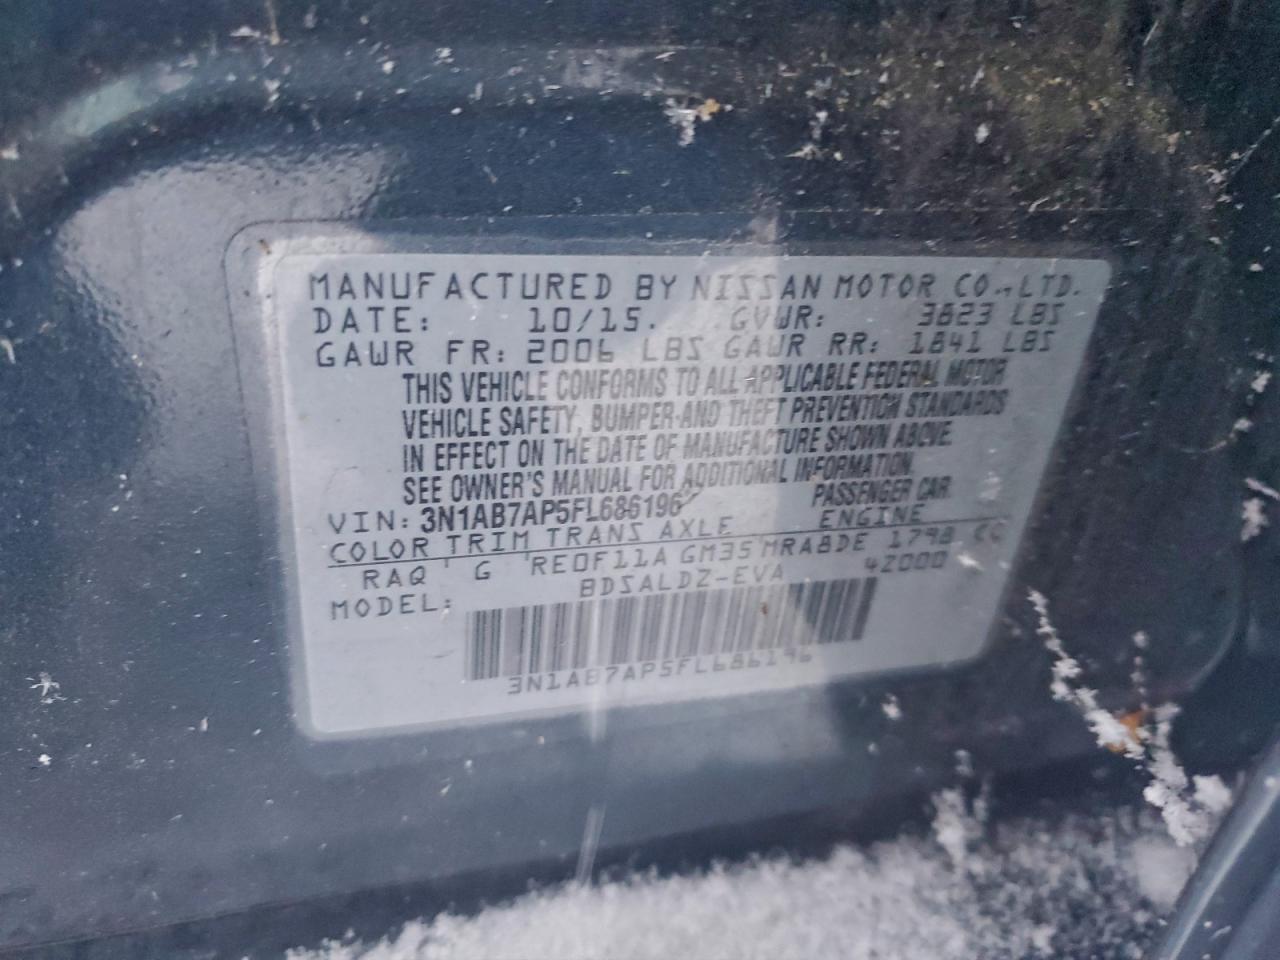 MANUFACTURED BY NISSAN MOTOR CO.,LTD.
DATE: 10/15. GVWR: 3823 LBS
GAWR FR: 2006 LBS GAWR RR: 1841 LBS
THIS VEHICLE CONFORMS TO ALL APPLICABLE FEDERAL MOTOR
VEHICLE SAFETY, BUMPER AND THEFT PREVENTION STANDARDS
IN EFFECT ON THE DATE OF MANUFACTURE SHOWN ABOVE.
SEE OWNER'S MANUAL FOR ADDITIONAL INFORMATION.
VIN: 3N1AB7AP5FL686196 PASSENGER CAR
COLOR TRIM TRANS AXLE ENGINE
RAQ G RE0F11A GM35 MRA8DE 1798 CC
MODEL: BDSALDZ-EVA 4Z000
3N1AB7AP5FL686196